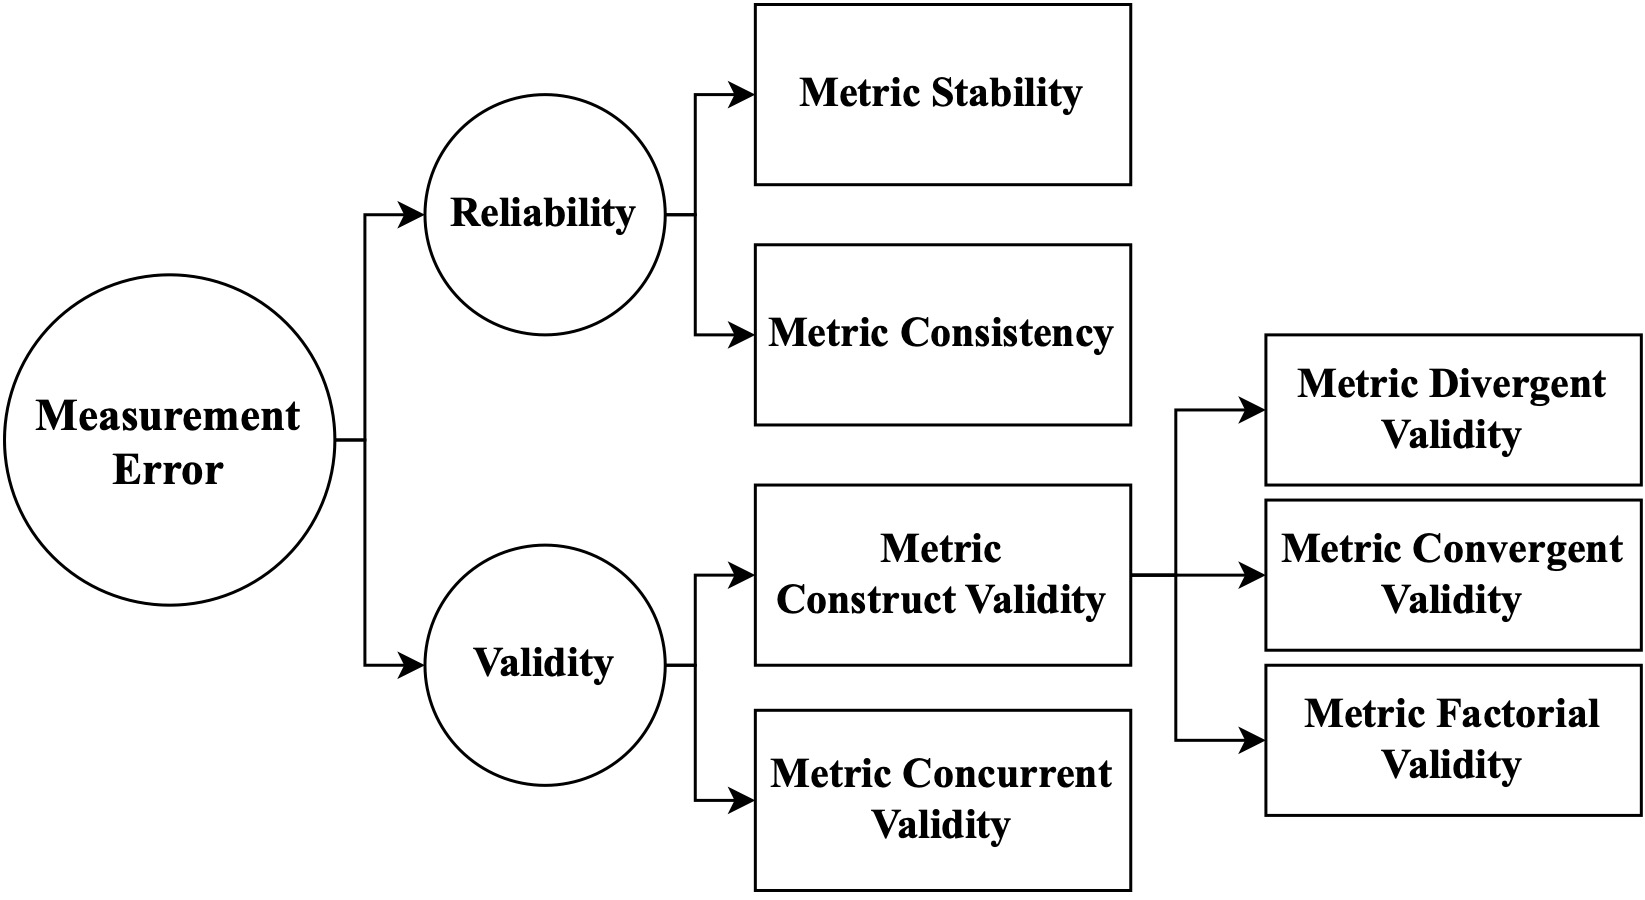 Metric Stability
Reliability
Metric Consistency
Measurement
Error
Metric Divergent
Validity
Metric Convergent
Validity
Metric
Construct Validity
Validity
Metric Factorial
Validity
Metric Concurrent
Validity